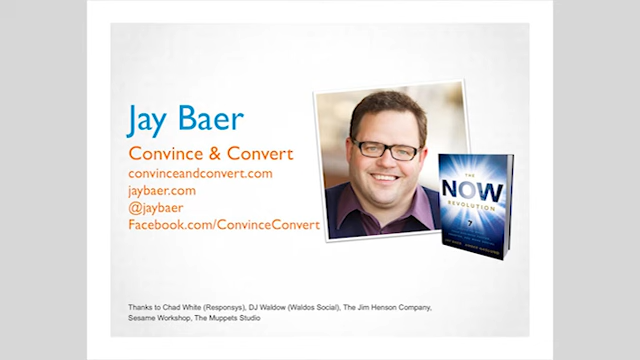 Jay Baer
Convince & Convert
convinceandconvert.com
jaybaer.com
@jaybaer
Facebook.com/ConvinceConvert
THE
NOW
REVOLUTION
7
Thanks to Chad White (Responsys), DJ Waldow (Waldos Social), The Jim Henson Company,
Sesame Workshop, The Muppets Studio